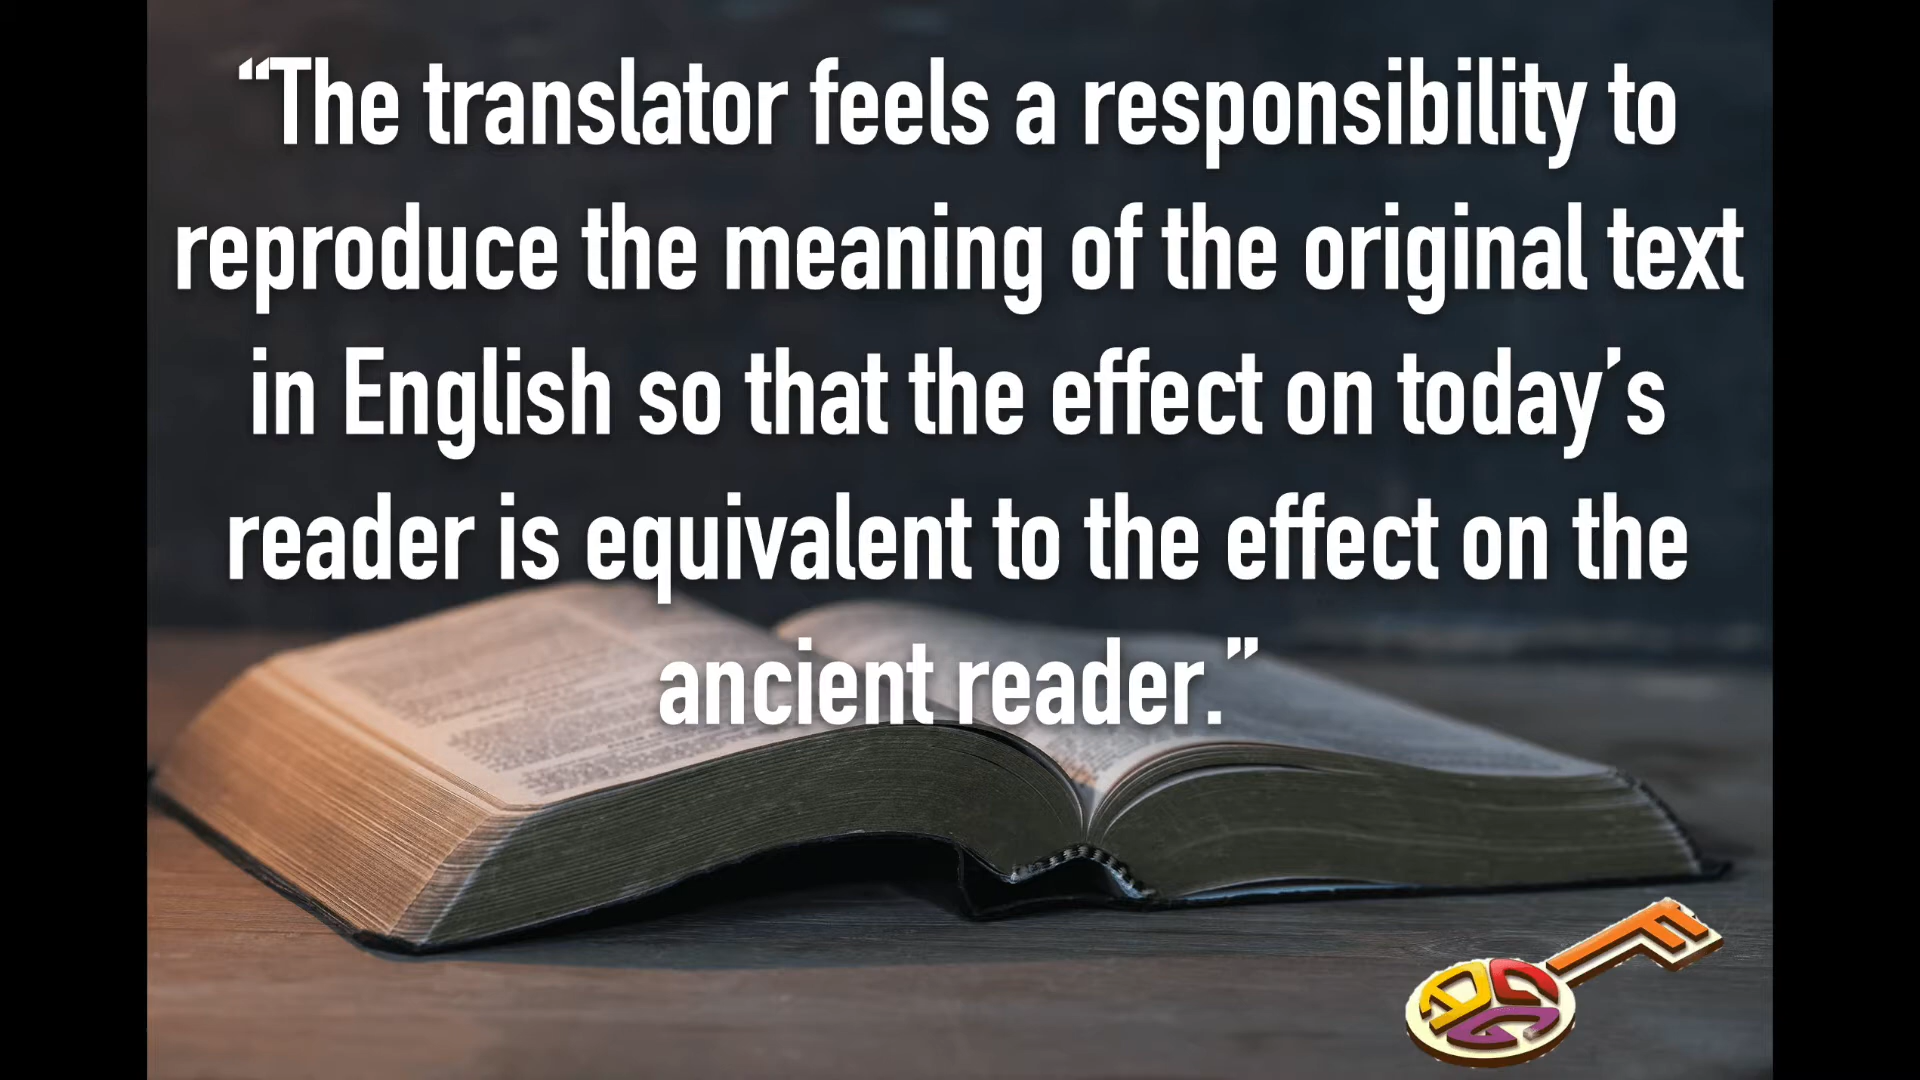 “The translator feels a responsibility to
reproduce the meaning of the original text
in English so that the effect on today’s
reader is equivalent to the effect on the
ancient reader.”